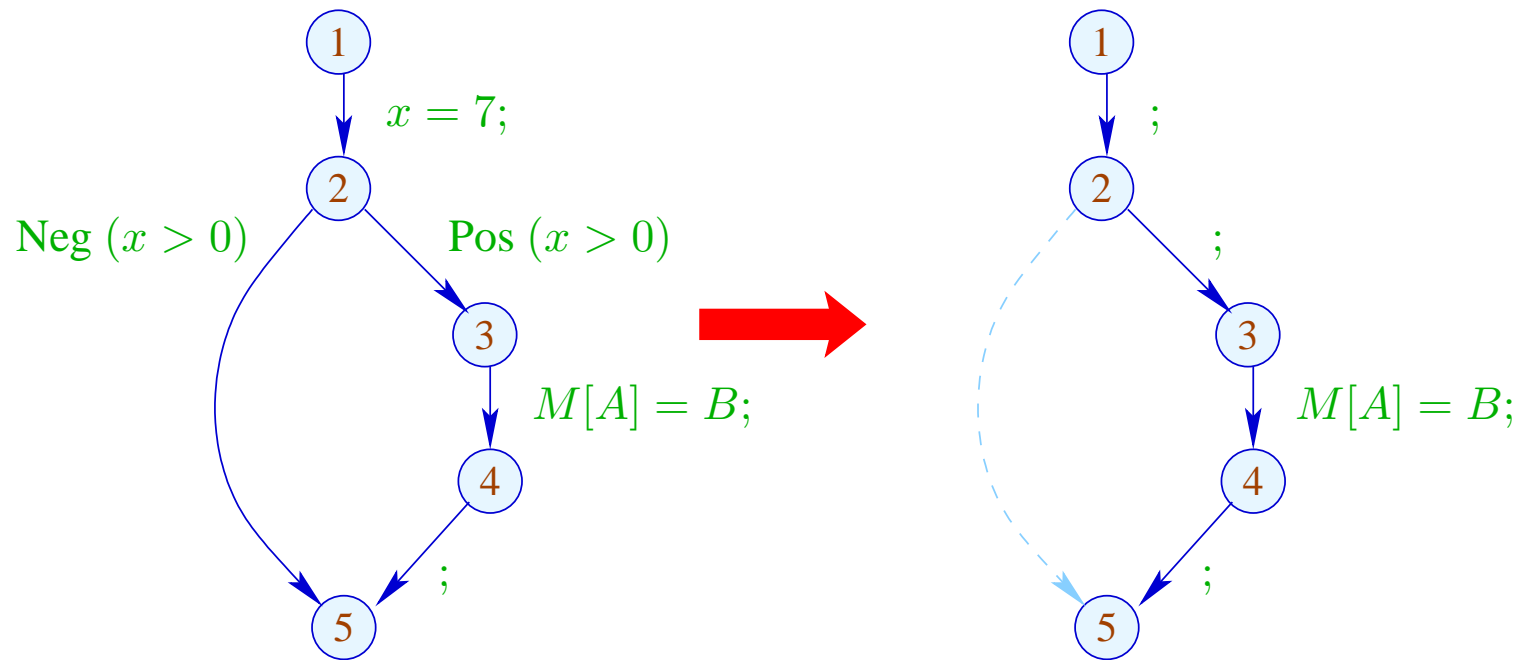 1
x = 7;
2
Neg (x > 0)
Pos (x > 0)
3
M[A] = B;
4
;
5
1
;
2
;
3
M[A] = B;
4
;
5